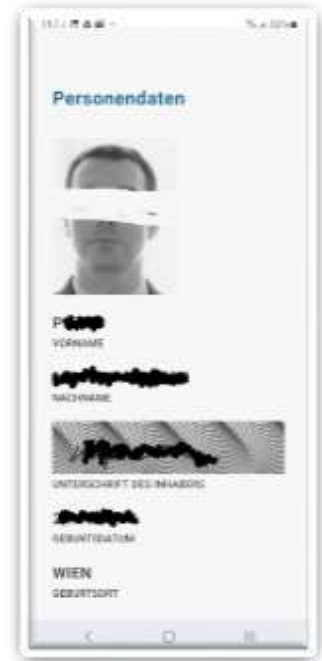 Personendaten
VORNAME
NACHNAME
UNTERSCHRIFT DES INHABERS
GEBURTSDATUM
WIEN
GEBURTSORT